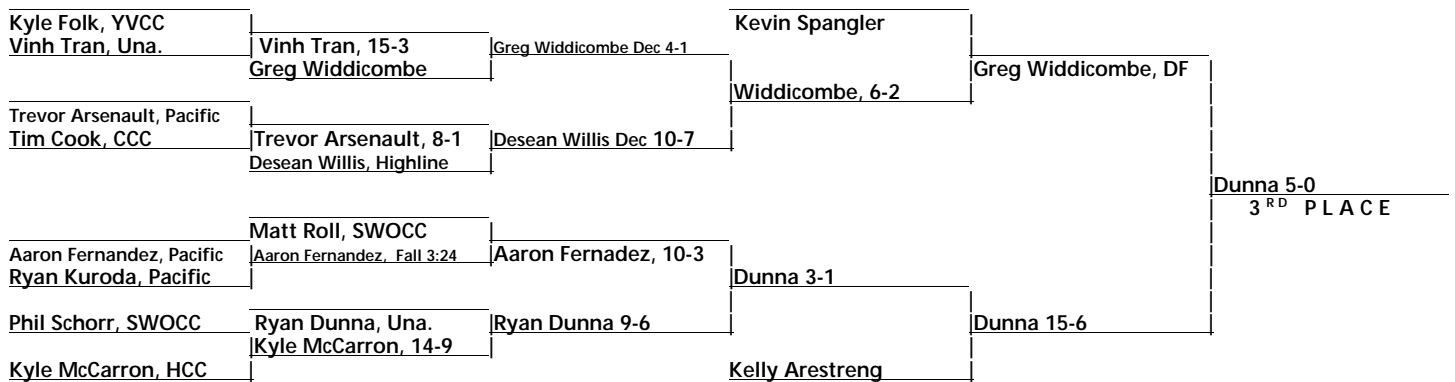 Kyle Folk, YVCC
Kevin Spangler
Vinh Tran, Una.
Vinh Tran, 15-3
Greg Widdicombe Dec 4-1
Greg Widdicombe
Greg Widdicombe, DF
Widdicombe, 6-2
Trevor Arsenault, Pacific
Tim Cook, CCC
Trevor Arsenault, 8-1
Desean Willis Dec 10-7
Desean Willis, Highline
Dunna 5-0
3RD PLACE
Matt Roll, SWOCC
Aaron Fernandez, Pacific
Aaron Fernandez, Fall 3:24
Aaron Fernadez, 10-3
Ryan Kuroda, Pacific
Dunna 3-1
Phil Schorr, SWOCC
Ryan Dunna, Una.
Ryan Dunna 9-6
Dunna 15-6
Kyle McCarron, 14-9
Kyle McCarron, HCC
Kelly Arestreng